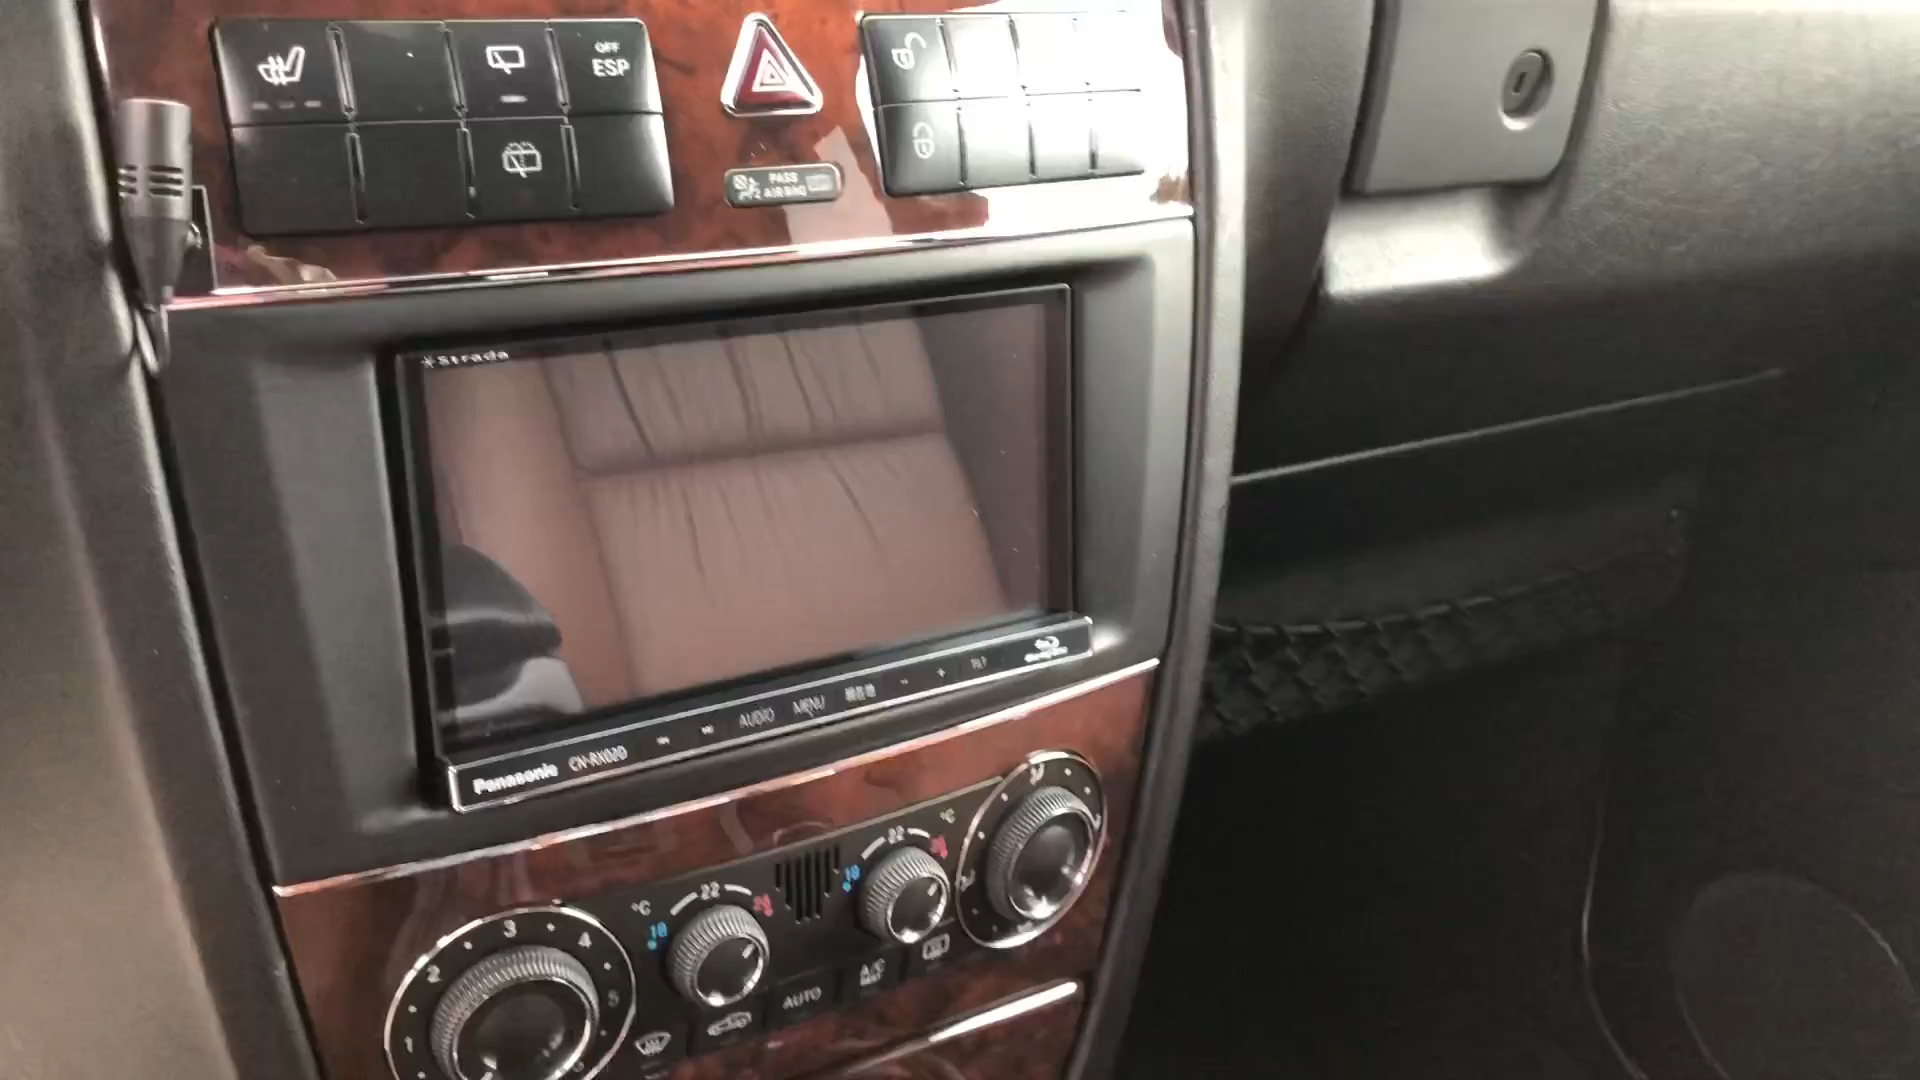 OFF
ESP
PASS
AIR BAG
Strada
Panasonic CN-RX02D AUDIO MENU - +
°C 22 18
22 °C 18
1 2 3 4 5
AUTO
A/C